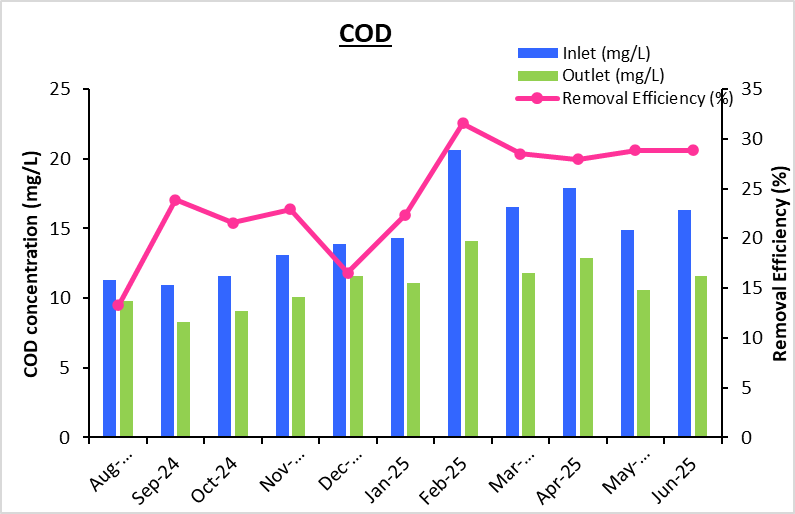 COD
Inlet (mg/L)
Outlet (mg/L)
Removal Efficiency (%)
25
20
15
10
5
0
COD concentration (mg/L)
35
30
25
20
15
10
5
0
Removal Efficiency (%)
Aug-...
Sep-24
Oct-24
Nov-...
Dec-...
Jan-25
Feb-25
Mar-...
Apr-25
May-...
Jun-25